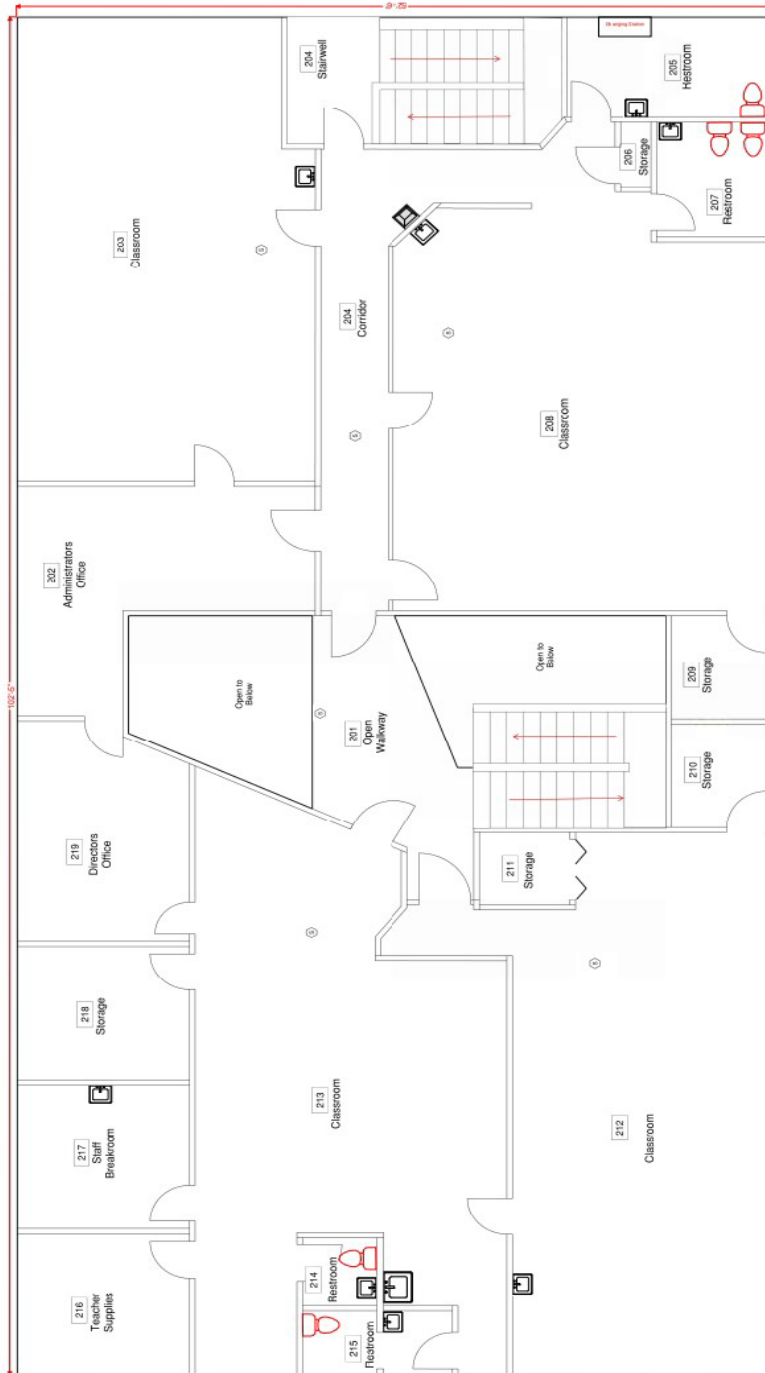 102'-5"
204
Stairwell
205
Restroom
206
Storage
207
Restroom
203
Classroom
204
Corridor
S
S
S
208
Classroom
202
Administrators
Office
Open to
Below
Open to
Below
S
201
Open
Walkway
209
Storage
210
Storage
219
Directors
Office
211
Storage
S
S
218
Storage
213
Classroom
212
Classroom
217
Staff
Breakroom
216
Teacher
Supplies
214
Restroom
215
Restroom